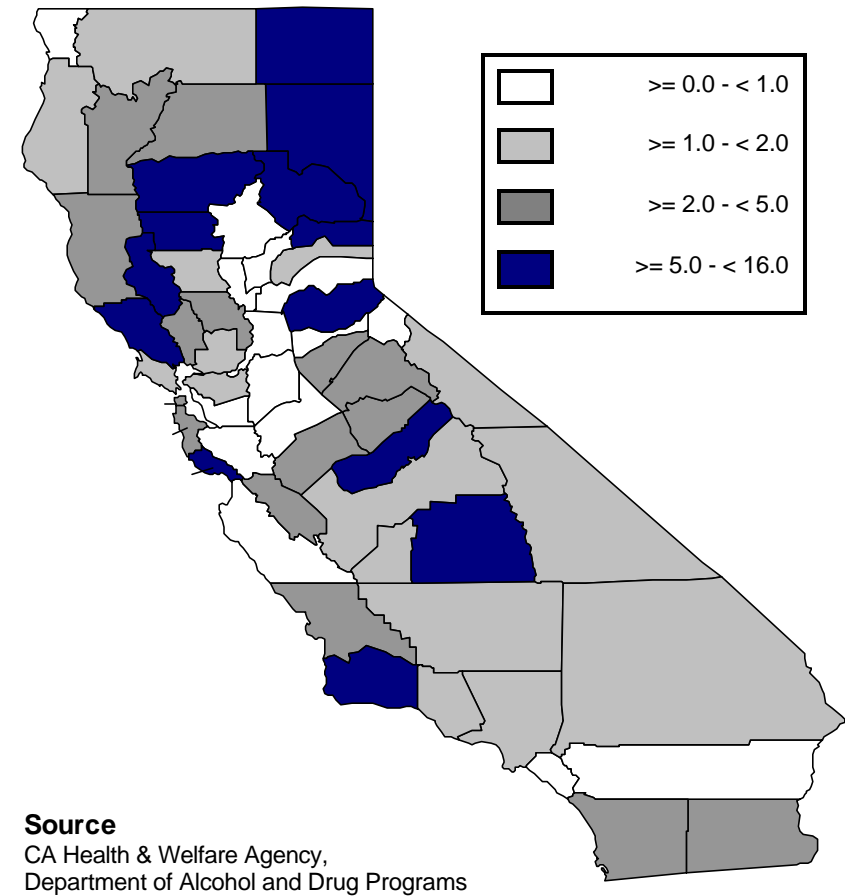 >= 0.0 - < 1.0
>= 1.0 - < 2.0
>= 2.0 - < 5.0
>= 5.0 - < 16.0
Source
CA Health & Welfare Agency,
Department of Alcohol and Drug Programs